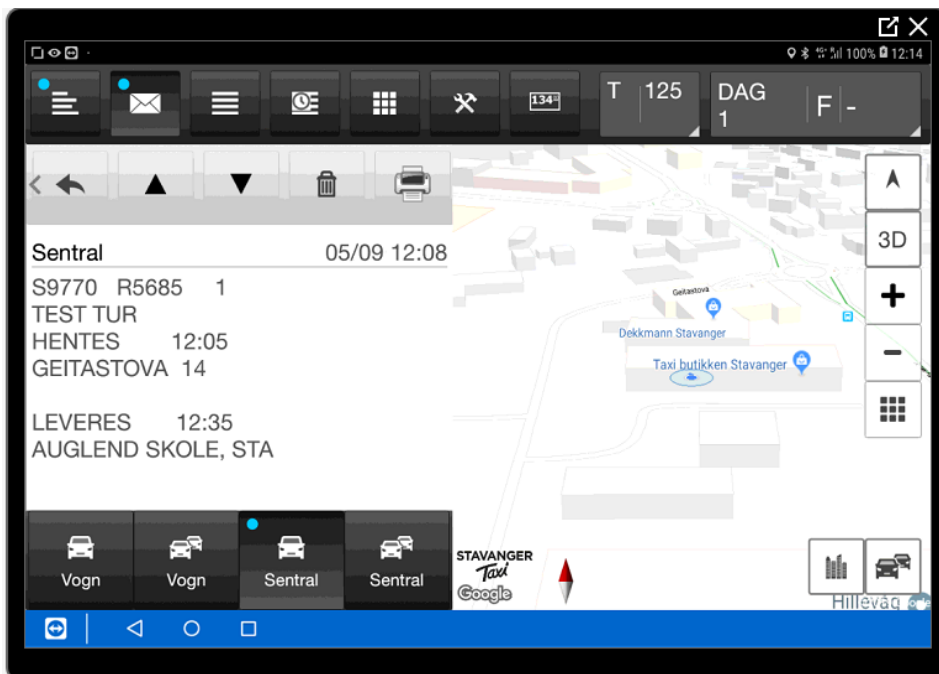 100% 12:14
134
T 125
DAG
1
F -
Sentral 05/09 12:08
S9770 R5685 1
TEST TUR
HENTES 12:05
GEITASTOVA 14
LEVERES 12:35
AUGLEND SKOLE, STA
Vogn
Vogn
Sentral
Sentral
Geitastova
Dekkmann Stavanger
Taxi butikken Stavanger
3D
STAVANGER
Taxi
Google
Hillevåg